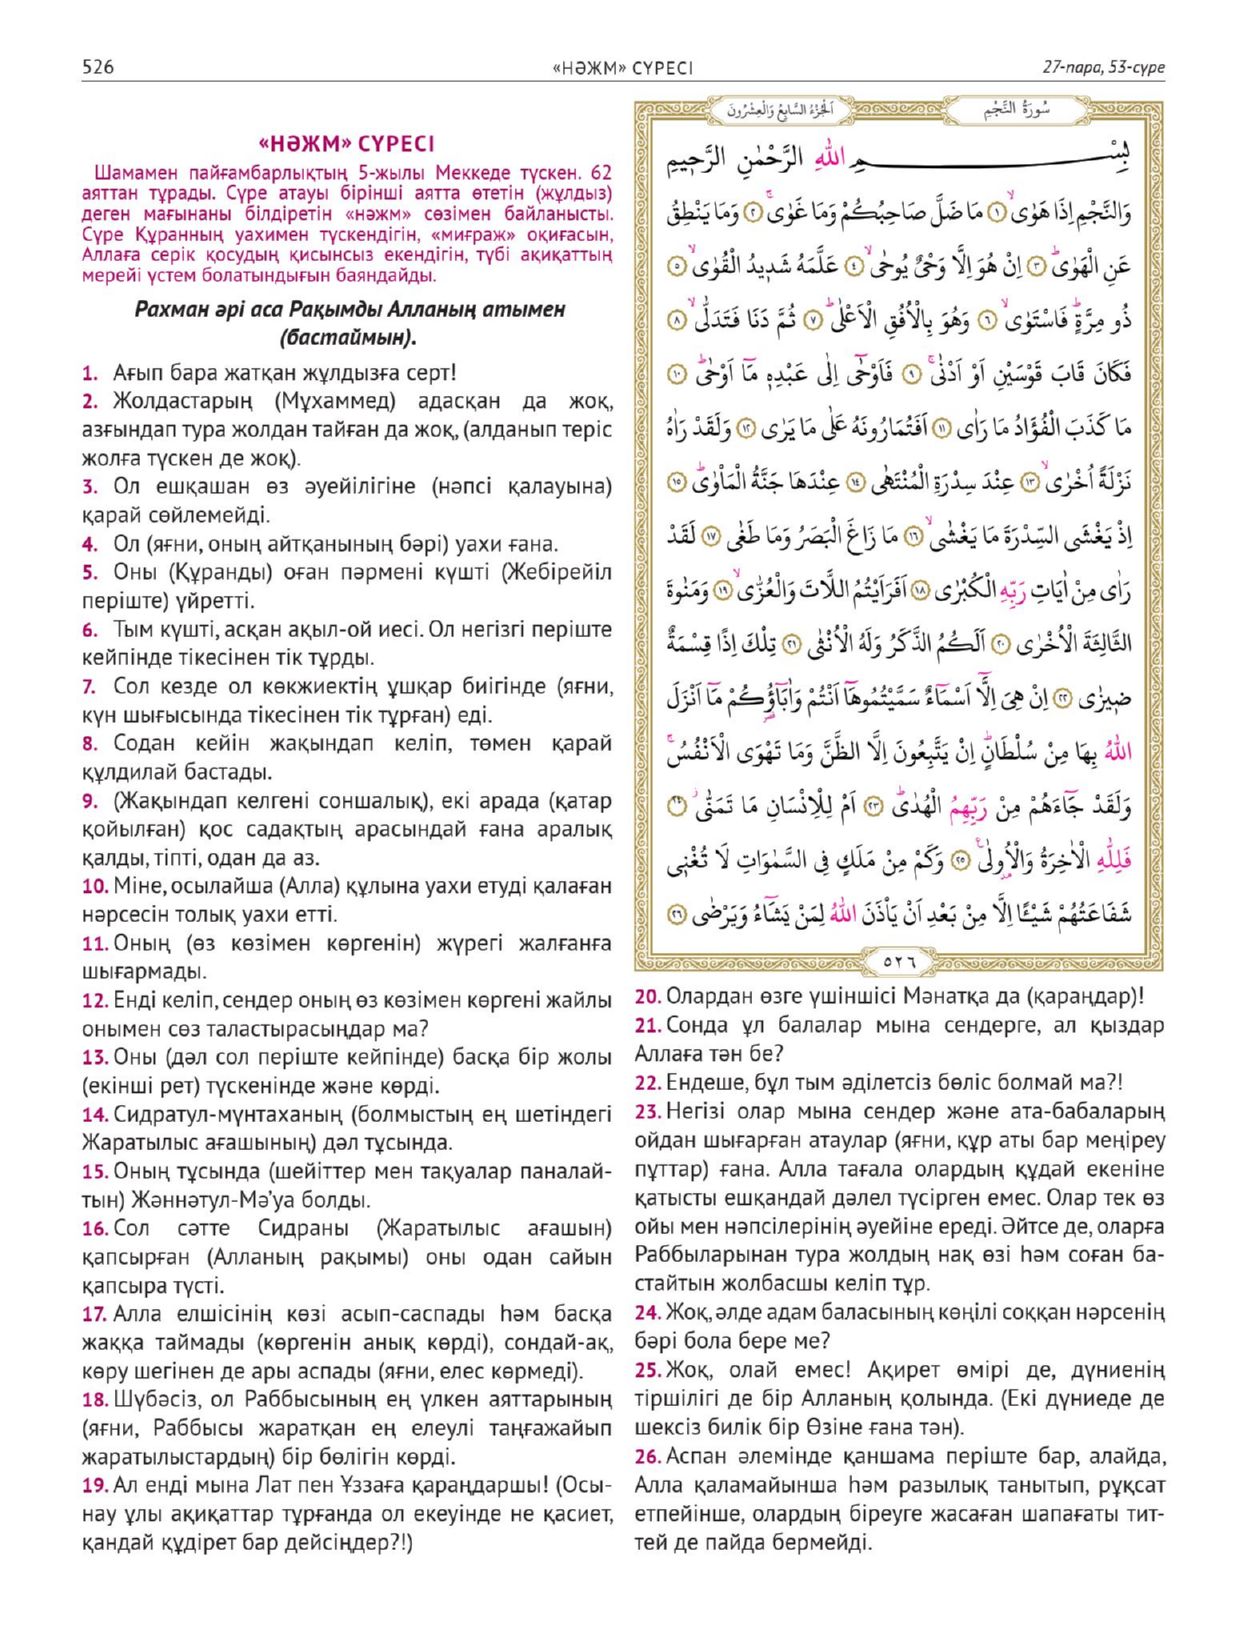 526
«НӘЖМ» СҮРЕСІ
27-пара, 53-сүре
«НӘЖМ» СҮРЕСІ
Шамамен пайғамбарлықтың 5-жылы Меккеде түскен. 62
аяттан тұрады. Сүре атауы бірінші аятта өтетін (жұлдыз)
деген мағынаны білдіретін «нәжм» сөзімен байланысты.
Сүре Құранның уахимен түскендігін, «миғраж» оқиғасын,
Аллаға серік қосудың қисынсыз екендігін, түбі ақиқаттың
мерейі үстем болатындығын баяндайды.
Рахман әрі аса Рақымды Алланың атымен
(бастаймын).
1. Ағып бара жатқан жұлдызға серт!
2. Жолдастарың (Мұхаммед) адасқан да жоқ,
азғындап тура жолдан тайған да жоқ, (алданып теріс
жолға түскен де жоқ).
3. Ол ешқашан өз әуейілігіне (нәпсі қалауына)
қарай сөйлемейді.
4. Ол (яғни, оның айтқанының бәрі) уахи ғана.
5. Оны (Құранды) оған пәрмені күшті (Жебірейіл
періште) үйретті.
6. Тым күшті, асқан ақыл-ой иесі. Ол негізгі періште
кейпінде тікесінен тік тұрды.
7. Сол кезде ол көкжиектің ұшқар биігінде (яғни,
күн шығысында тікесінен тік тұрған) еді.
8. Содан кейін жақындап келіп, төмен қарай
құлдилай бастады.
9. (Жақындап келгені соншалық), екі арада (қатар
қойылған) қос садақтың арасындай ғана аралық
қалды, тіпті, одан да аз.
10. Міне, осылайша (Алла) құлына уахи етуді қалаған
нәрсесін толық уахи етті.
11. Оның (өз көзімен көргенін) жүрегі жалғанға
шығармады.
12. Енді келіп, сендер оның өз көзімен көргені жайлы
онымен сөз таластырасыңдар ма?
13. Оны (дәл сол періште кейпінде) басқа бір жолы
(екінші рет) түскенінде және көрді.
14. Сидратул-мүнтаханың (болмыстың ең шетіндегі
Жаратылыс ағашының) дәл тұсында.
15. Оның тұсында (шейіттер мен тақуалар паналай-
тын) Жәннәтул-Мә’уа болды.
16. Сол сәтте Сидраны (Жаратылыс ағашын)
қапсырған (Алланың рақымы) оны одан сайын
қапсыра түсті.
17. Алла елшісінің көзі асып-саспады һәм басқа
жаққа таймады (көргенін анық көрді), сондай-ақ,
көру шегінен де ары аспады (яғни, елес көрмеді).
18. Шүбәсіз, ол Раббысының ең үлкен аяттарының
(яғни, Раббысы жаратқан ең елеулі таңғажайып
жаратылыстардың) бір бөлігін көрді.
19. Ал енді мына Лат пен Ұззаға қараңдаршы! (Осы-
нау ұлы ақиқаттар тұрғанда ол екеуінде не қасиет,
қандай құдірет бар дейсіңдер?!)
اَلْجُزْءُ السَّابِعُ وَالْعِشْرُونَ
سُورَةُ النَّجْمِ
بِسْمِ اللهِ الرَّحْمٰنِ الرَّحِيمِ
وَالنَّجْمِ اِذَا هَوٰىۙ ﴿١﴾ مَا ضَلَّ صَاحِبُكُمْ وَمَا غَوٰىۚ ﴿٢﴾ وَمَا يَنْطِقُ
عَنِ الْهَوٰىۜ ﴿٣﴾ اِنْ هُوَ اِلَّا وَحْيٌ يُوحٰىۙ ﴿٤﴾ عَلَّمَهُ شَدِيدُ الْقُوٰىۙ ﴿٥﴾
ذُو مِرَّةٍۜ فَاسْتَوٰىۙ ﴿٦﴾ وَهُوَ بِالْاُفُقِ الْاَعْلٰىۜ ﴿٧﴾ ثُمَّ دَنَا فَتَدَلّٰىۙ ﴿٨﴾
فَكَانَ قَابَ قَوْسَيْنِ اَوْ اَدْنٰىۚ ﴿٩﴾ فَاَوْحٰٓى اِلٰى عَبْدِهٖ مَٓا اَوْحٰىۜ ﴿١٠﴾
مَا كَذَبَ الْفُؤَادُ مَا رَاٰى ﴿١١﴾ اَفَتُمَارُونَهُ عَلٰى مَا يَرٰى ﴿١٢﴾ وَلَقَدْ رَاٰهُ
نَزْلَةً اُخْرٰىۙ ﴿١٣﴾ عِنْدَ سِدْرَةِ الْمُنْتَهٰى ﴿١٤﴾ عِنْدَهَا جَنَّةُ الْمَأْوٰىۜ ﴿١٥﴾
اِذْ يَغْشَى السِّدْرَةَ مَا يَغْشٰىۙ ﴿١٦﴾ مَا زَاغَ الْبَصَرُ وَمَا طَغٰى ﴿١٧﴾ لَقَدْ
رَاٰى مِنْ اٰيَاتِ رَبِّهِ الْكُبْرٰى ﴿١٨﴾ اَفَرَاَيْتُمُ اللَّاتَ وَالْعُزّٰىۙ ﴿١٩﴾ وَمَنٰوةَ
الثَّالِثَةَ الْاُخْرٰى ﴿٢٠﴾ اَلَكُمُ الذَّكَرُ وَلَهُ الْاُنْثٰى ﴿٢١﴾ تِلْكَ اِذًا قِسْمَةٌ
ضِيزٰى ﴿٢٢﴾ اِنْ هِيَ اِلَّٓا اَسْمَٓاءٌ سَمَّيْتُمُوهَٓا اَنْتُمْ وَاٰبَٓاؤُكُمْ مَٓا اَنْزَلَ
اللهُ بِهَا مِنْ سُلْطَانٍۜ اِنْ يَتَّبِعُونَ اِلَّا الظَّنَّ وَمَا تَهْوَى الْاَنْفُسُۚ
وَلَقَدْ جَٓاءَهُمْ مِنْ رَبِّهِمُ الْهُدٰىۜ ﴿٢٣﴾ اَمْ لِلْاِنْسَانِ مَا تَمَنّٰىۘ ﴿٢٤﴾
فَلِلّٰهِ الْاٰخِرَةُ وَالْاُولٰى۟ ﴿٢٥﴾ وَكَمْ مِنْ مَلَكٍ فِي السَّمٰوَاتِ لَا تُغْنِي
شَفَاعَتُهُمْ شَيْـًٔا اِلَّا مِنْ بَعْدِ اَنْ يَأْذَنَ اللهُ لِمَنْ يَشَٓاءُ وَيَرْضٰى ﴿٢٦﴾
٥٢٦
20. Олардан өзге үшіншісі Мәнатқа да (қараңдар)!
21. Сонда ұл балалар мына сендерге, ал қыздар
Аллаға тән бе?
22. Ендеше, бұл тым әділетсіз бөліс болмай ма?!
23. Негізі олар мына сендер және ата-бабаларың
ойдан шығарған атаулар (яғни, құр аты бар меңіреу
пұттар) ғана. Алла тағала олардың құдай екеніне
қатысты ешқандай дәлел түсірген емес. Олар тек өз
ойы мен нәпсілерінің әуейіне ереді. Әйтсе де, оларға
Раббыларынан тура жолдың нақ өзі һәм соған ба-
стайтын жолбасшы келіп тұр.
24. Жоқ, әлде адам баласының көңілі соққан нәрсенің
бәрі бола бере ме?
25. Жоқ, олай емес! Ақирет өмірі де, дүниенің
тіршілігі де бір Алланың қолында. (Екі дүниеде де
шексіз билік бір Өзіне ғана тән).
26. Аспан әлемінде қаншама періште бар, алайда,
Алла қаламайынша һәм разылық танытып, рұқсат
етпейінше, олардың біреуге жасаған шапағаты тит-
тей де пайда бермейді.